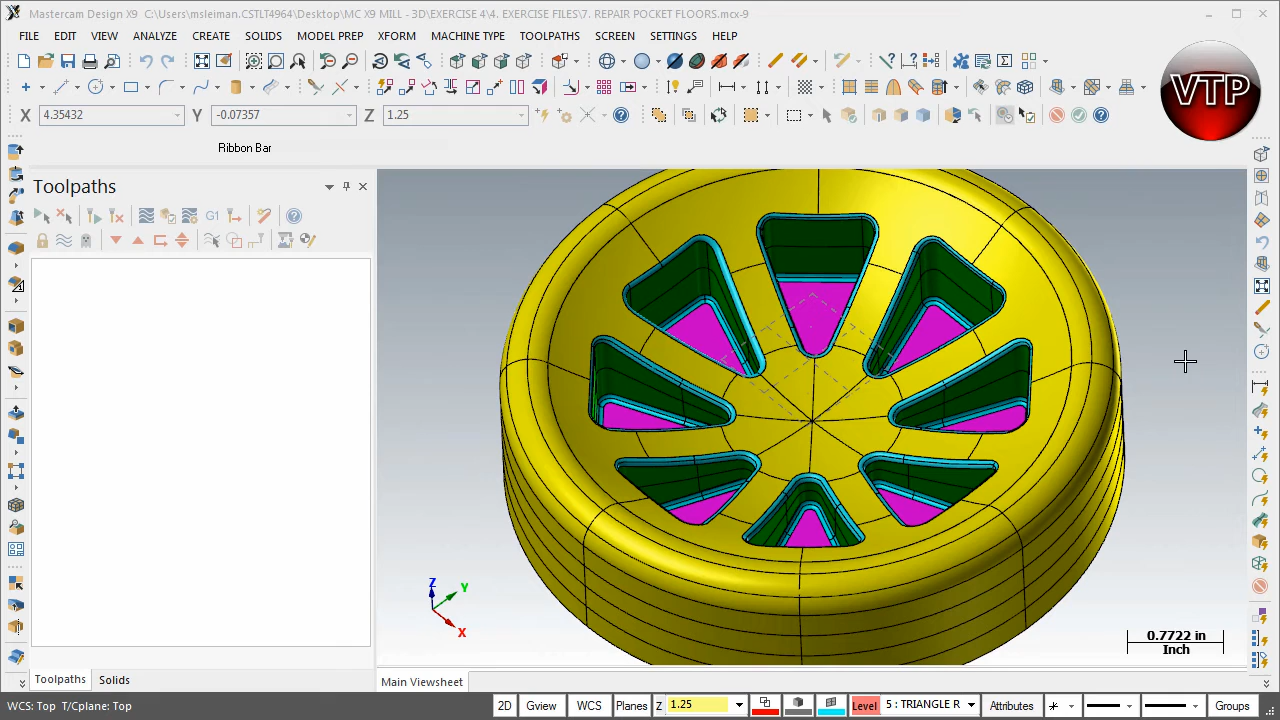 Mastercam Design X9 C:\Users\msleiman.CSTLT4964\Desktop\MC X9 MILL - 3D\EXERCISE 4\4. EXERCISE FILES\7. REPAIR POCKET FLOORS.mcx-9
FILE EDIT VIEW ANALYZE CREATE SOLIDS MODEL PREP XFORM MACHINE TYPE TOOLPATHS SCREEN SETTINGS HELP
VTP
X 4.35432 Y -0.07357 Z 1.25
Ribbon Bar
Toolpaths
G1
Z
Y
X
0.7722 in
Inch
Toolpaths Solids
Main Viewsheet
WCS: Top T/Cplane: Top
2D Gview WCS Planes Z 1.25 Level 5 : TRIANGLE R Attributes Groups